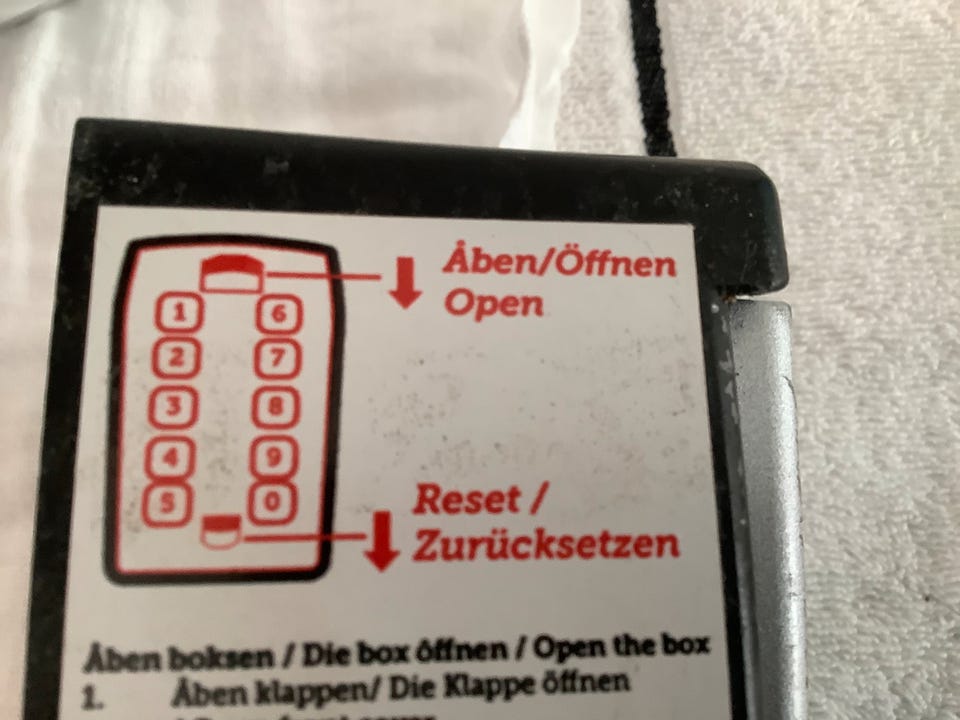 Åben/Öffnen
Open
1 6
2 7
3 8
4 9
5 0
Reset /
Zurücksetzen
Åben boksen / Die box öffnen / Open the box
1. Åben klappen/ Die Klappe öffnen